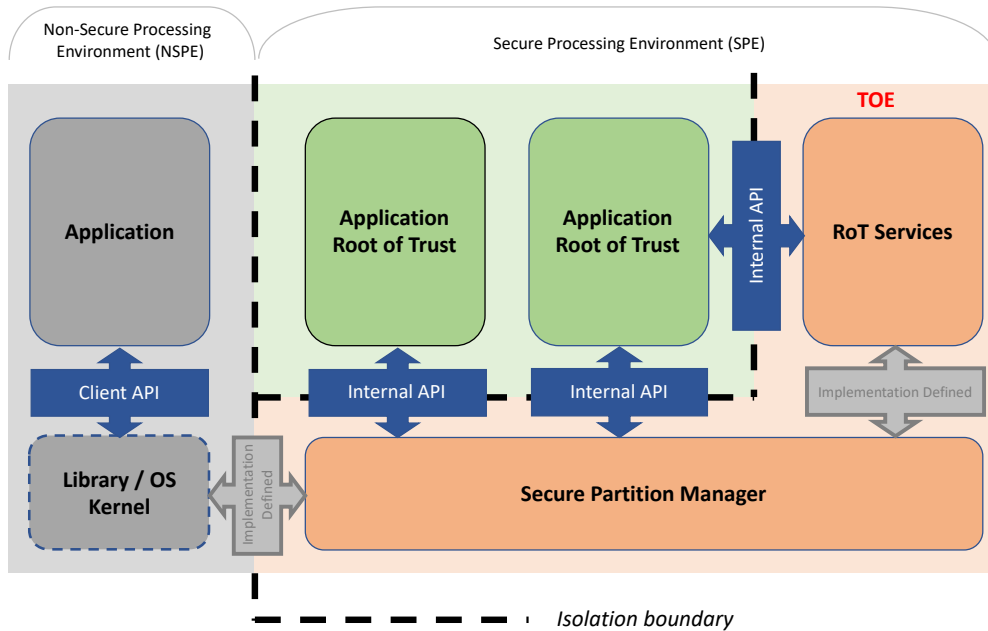 Non-Secure Processing
Environment (NSPE)
Secure Processing Environment (SPE)
TOE
Application
Application
Root of Trust
Application
Root of Trust
Internal API
RoT Services
Client API
Internal API
Internal API
Implementation Defined
Library / OS
Kernel
Implementation
Defined
Secure Partition Manager
Isolation boundary